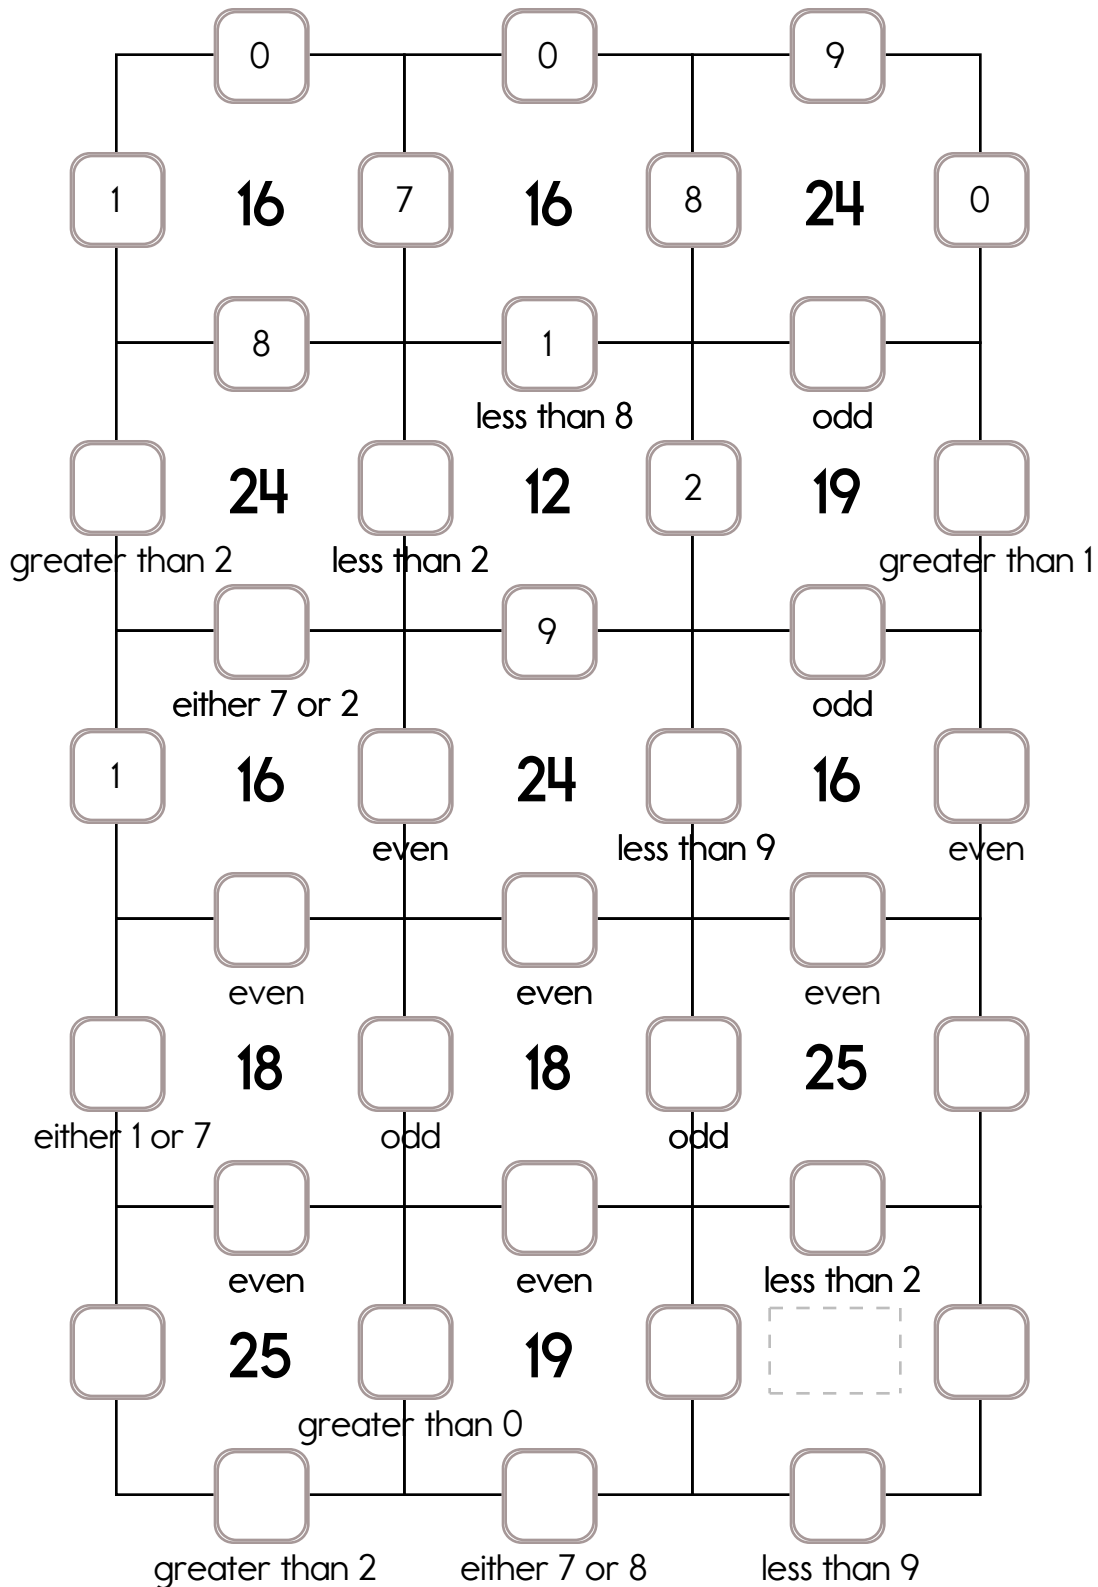 0 0 9
1 16 7 16 8 24 0
8 1
less than 8 odd
24 12 2 19
greater than 2 less than 2 greater than 1
9
either 7 or 2 odd
1 16 24 16
even less than 9 even
even even even
18 18 25
either 1 or 7 odd odd
even even less than 2
25 19
greater than 0
greater than 2 either 7 or 8 less than 9